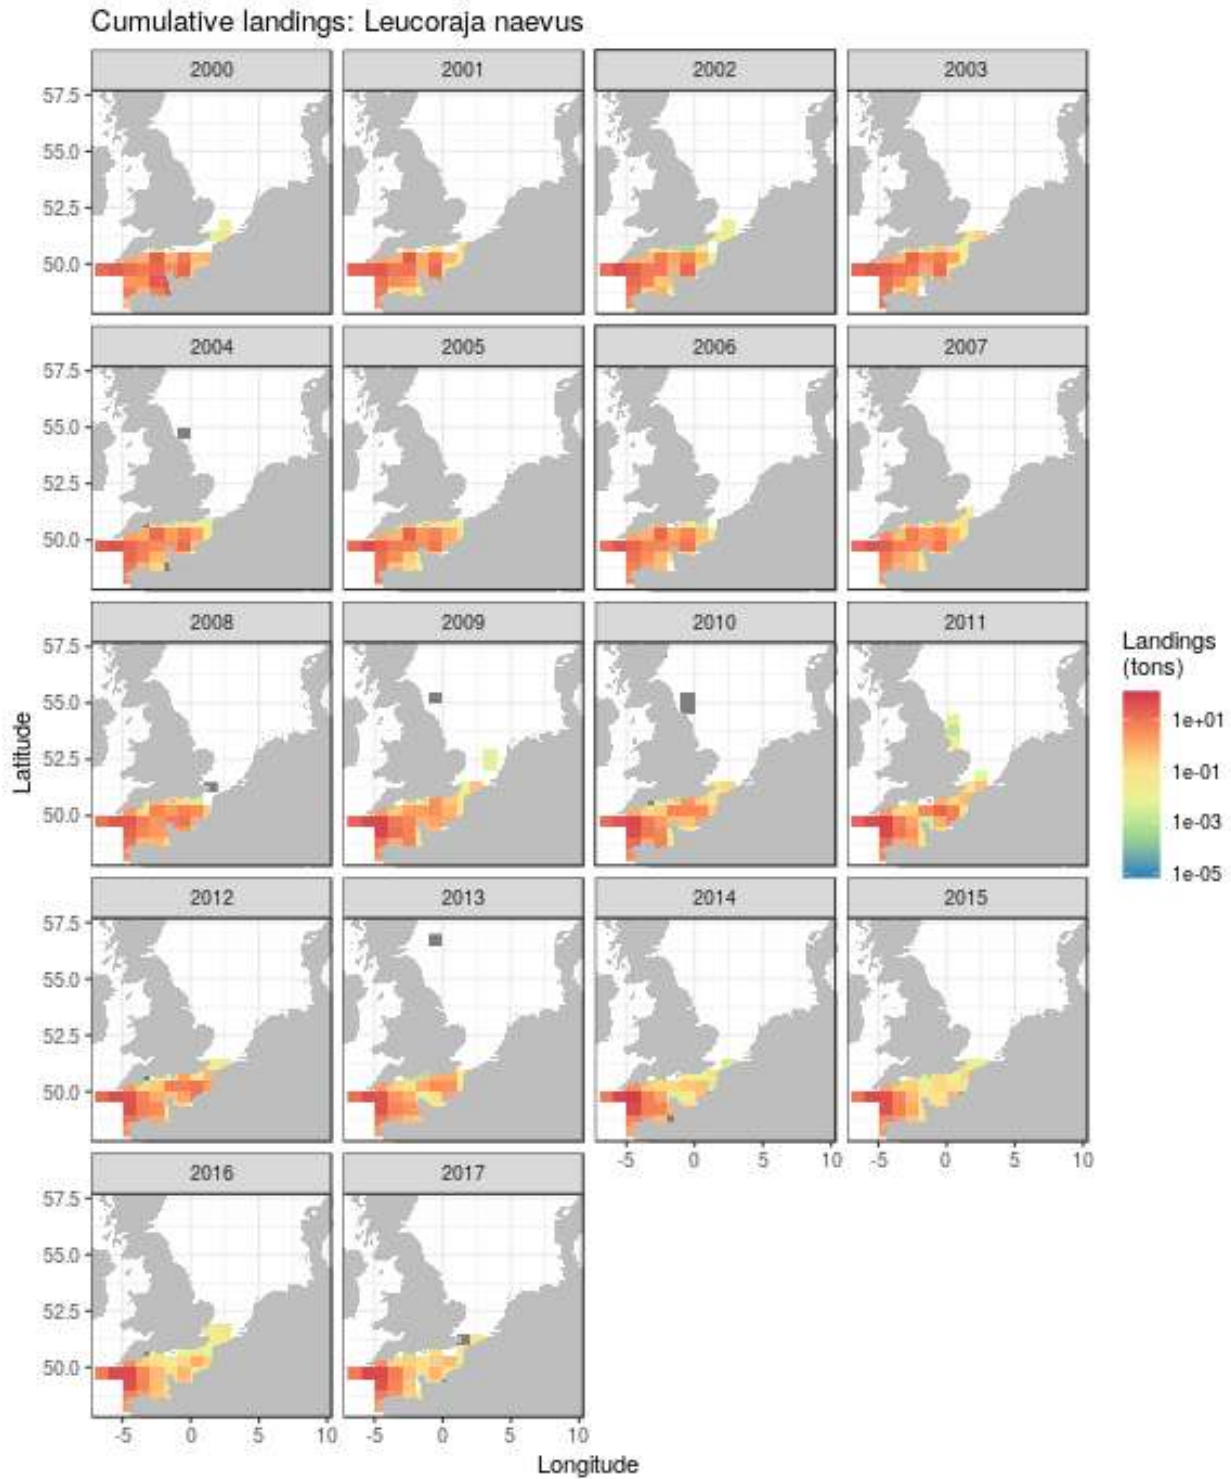 Cumulative landings: Leucoraja naevus
2000 2001 2002 2003
57.5
55.0
52.5
50.0
2004 2005 2006 2007
57.5
55.0
52.5
50.0
2008 2009 2010 2011
57.5
55.0
52.5
50.0
Latitude
Landings
(tons)
1e+01
1e-01
1e-03
1e-05
2012 2013 2014 2015
57.5
55.0
52.5
50.0
-5 0 5 10 -5 0 5 10
2016 2017
57.5
55.0
52.5
50.0
-5 0 5 10 -5 0 5 10
Longitude